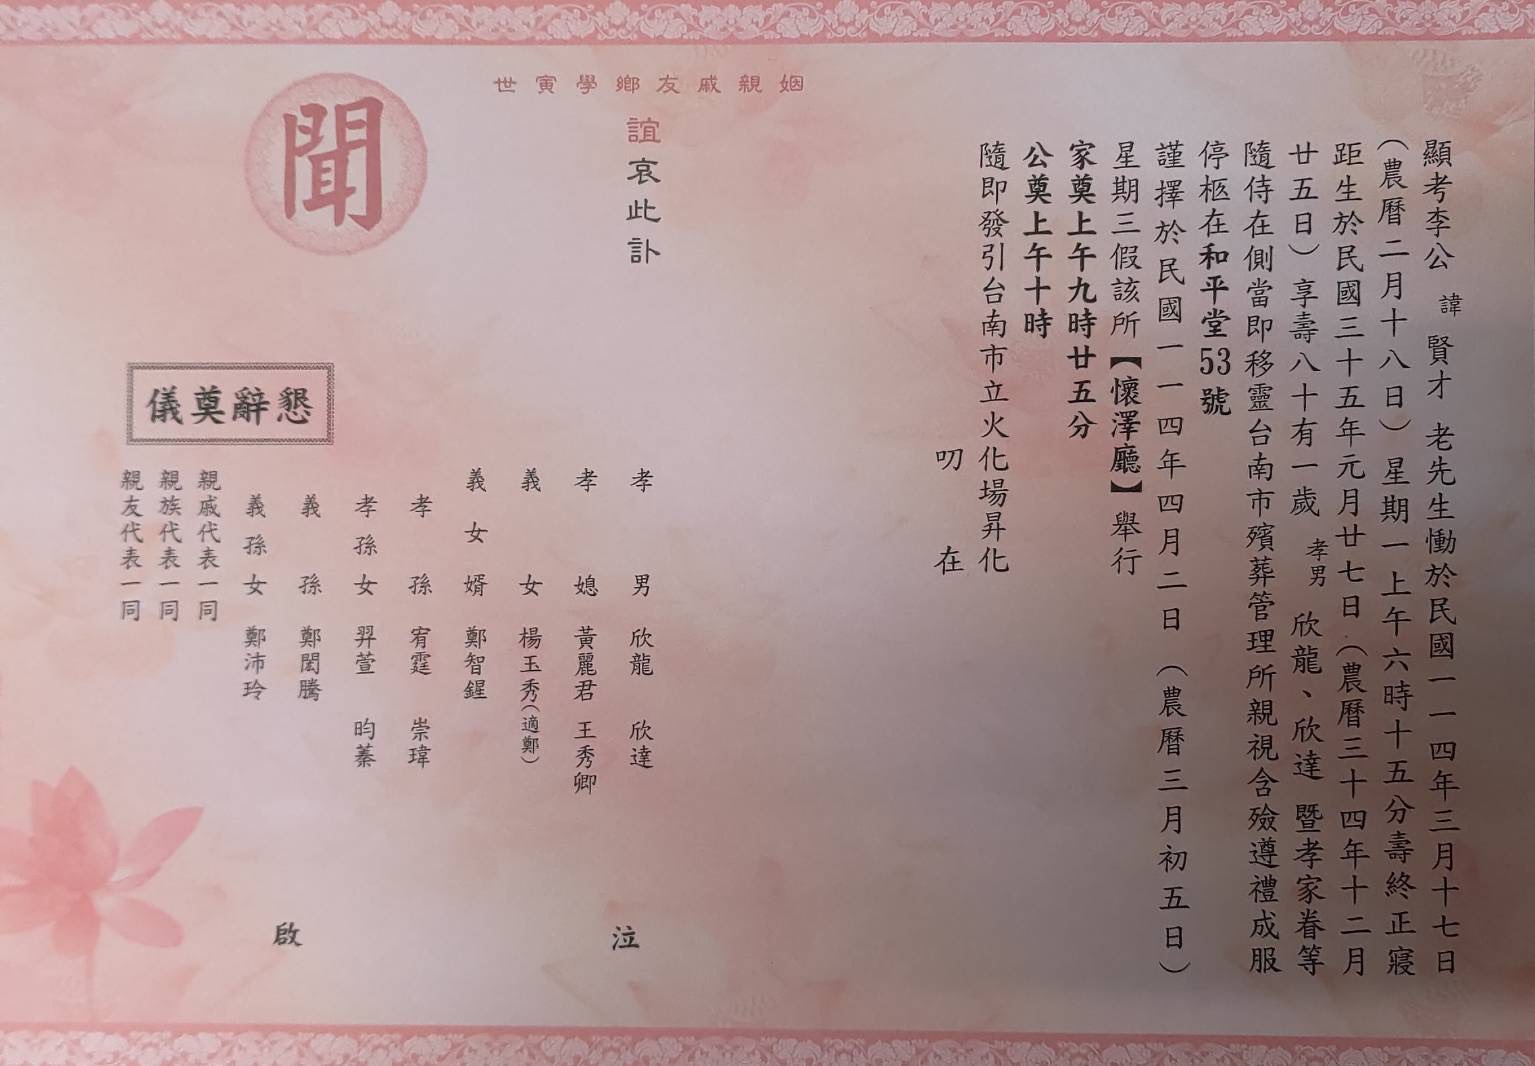 顯考李公諱賢才老先生慟於民國一一四年三月十七日
(農曆二月十八日)星期一上午六時十五分壽終正寢
距生於民國三十五年元月廿七日(農曆三十四年十二月
廿五日)享壽八十有一歲孝男欣龍、欣達暨孝家眷等
隨侍在側當即移靈台南市殯葬管理所親視含殮遵禮成服
停柩在和平堂53號
謹擇於民國一一四年四月二日(農曆三月初五日)
星期三假該所【懷澤廳】舉行
家奠上午九時廿五分
公奠上午十時
隨即發引台南市立火化場昇化
叨在
姻親戚友鄉學寅世
誼哀此訃
聞
孝男欣龍 欣達
孝媳黃麗君 王秀卿
義女楊玉秀(適鄭)
義女婿鄭智鍟
孝孫宥霆 崇瑋
孝孫女羿萱 昀蓁
義孫鄭閎騰
義孫女鄭沛玲
親戚代表一同
親族代表一同
親友代表一同
泣
啟
懇辭奠儀